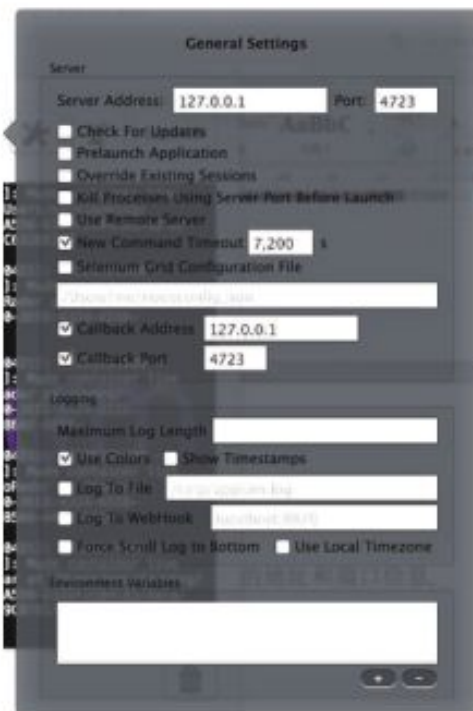 General Settings
Server
Server Address: 127.0.0.1 Port: 4723
Check For Updates
Prelaunch Application
Override Existing Sessions
Kill Processes Using Server Port Before Launch
Use Remote Server
New Command Timeout 7,200 s
Selenium Grid Configuration File
Callback Address 127.0.0.1
Callback Port 4723
Logging
Maximum Log Length
Use Colors Show Timestamps
Log To File
Log To WebHook
Force Scroll Log to Bottom Use Local Timezone
Environment Variables